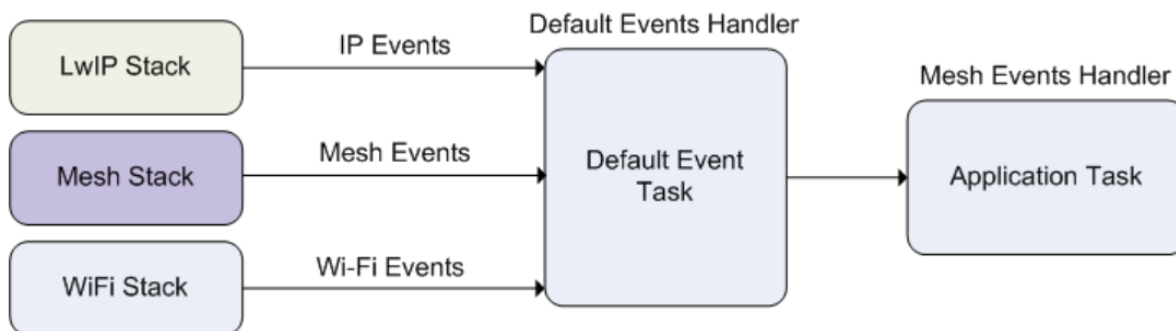 Default Events Handler
LwIP Stack
IP Events
Mesh Events Handler
Mesh Stack
Mesh Events
Default Event
Task
Application Task
WiFi Stack
Wi-Fi Events